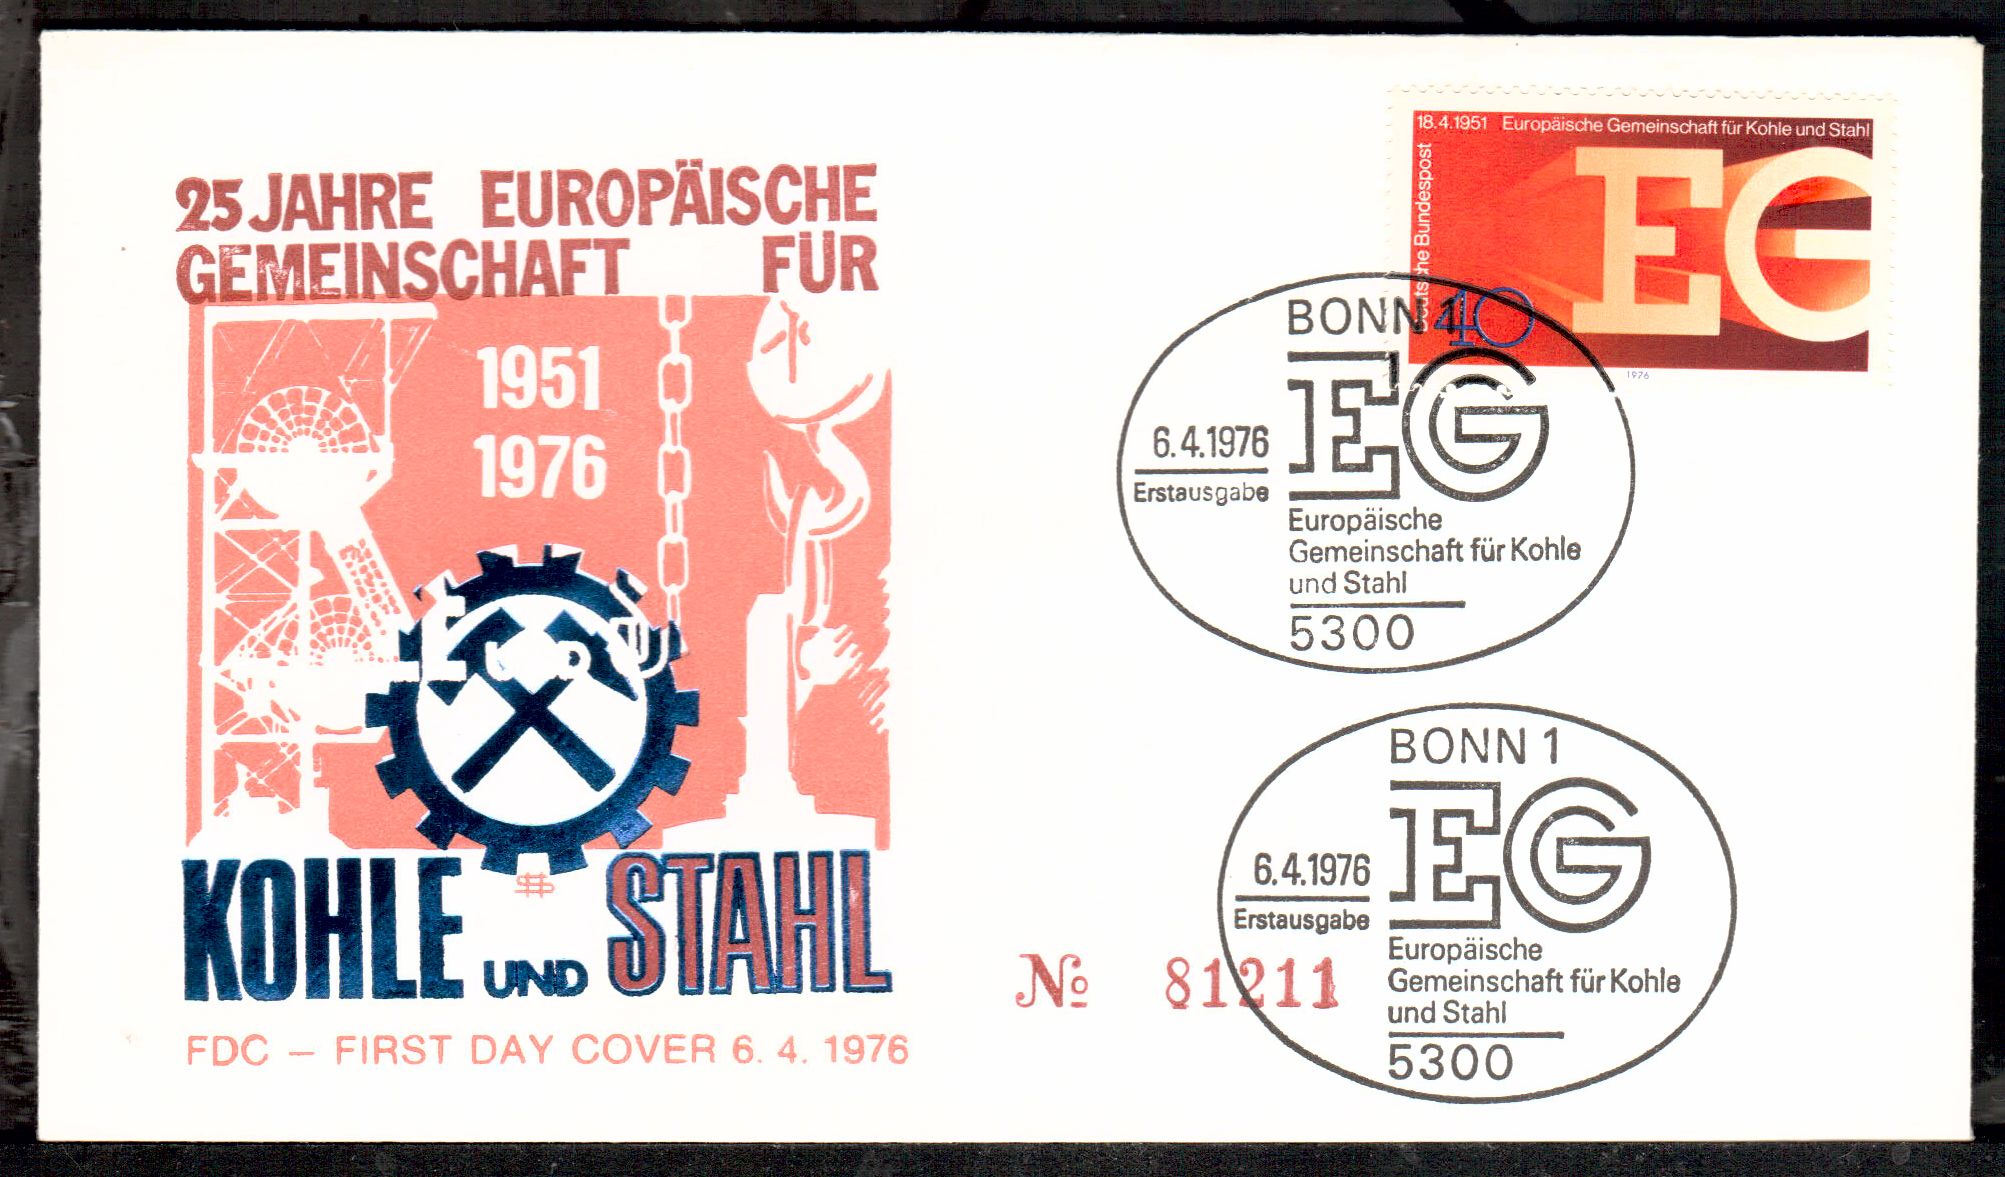 25 JAHRE EUROPÄISCHE
GEMEINSCHAFT FÜR
1951
1976
KOHLE UND STAHL
FDC – FIRST DAY COVER 6. 4. 1976
18.4.1951 Europäische Gemeinschaft für Kohle und Stahl
Deutsche Bundespost
EG
40
1976
BONN 1
EG
6.4.1976
Erstausgabe
Europäische
Gemeinschaft für Kohle
und Stahl
5300
№ 81211
BONN 1
EG
6.4.1976
Erstausgabe
Europäische
Gemeinschaft für Kohle
und Stahl
5300